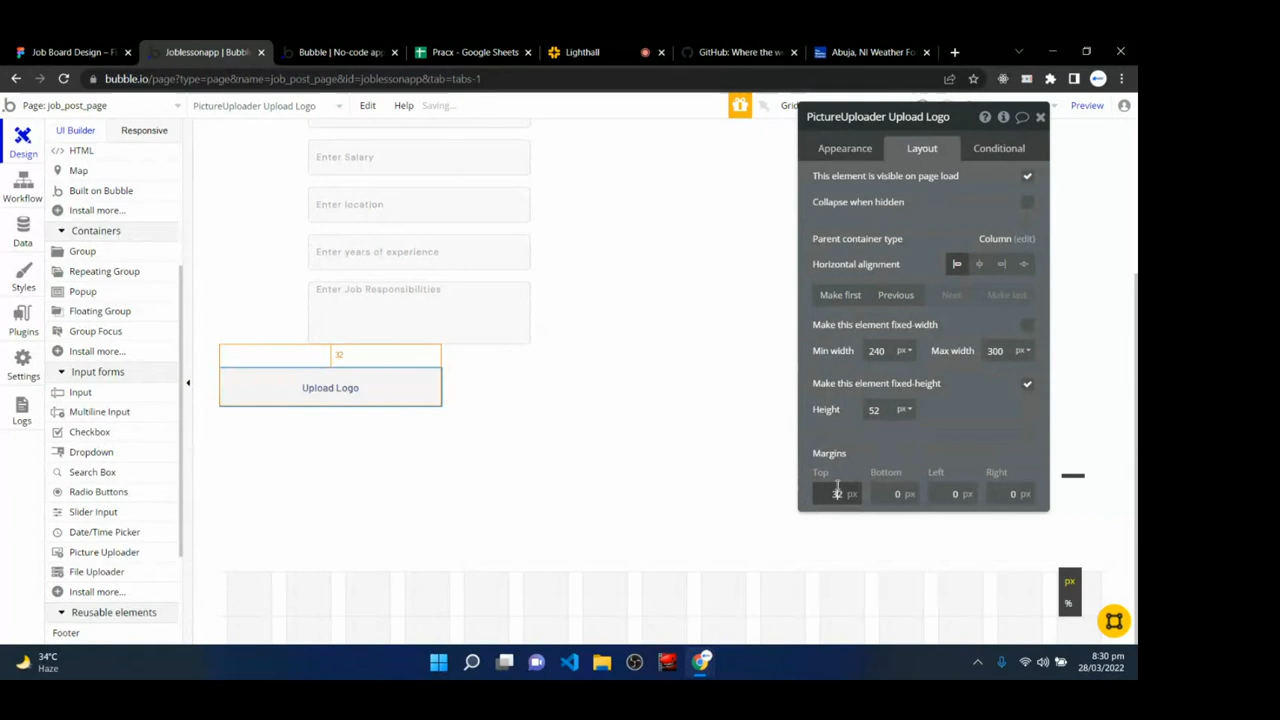 Job Board Design – Fi
Joblessonapp | Bubbl
Bubble | No-code ap
Pracx - Google Sheets
Lighthall
GitHub: Where the w
Abuja, NI Weather Fo
bubble.io/page?type=page&name=job_post_page&id=joblessonapp&tab=tabs-1
Page: job_post_page
PictureUploader Upload Logo
Edit
Help
Saving...
Grid
Preview
UI Builder
Responsive
Design
Workflow
Data
Styles
Plugins
Settings
Logs
</> HTML
Map
Built on Bubble
Install more...
Containers
Group
Repeating Group
Popup
Floating Group
Group Focus
Install more...
Input forms
Input
Multiline Input
Checkbox
Dropdown
Search Box
Radio Buttons
Slider Input
Date/Time Picker
Picture Uploader
File Uploader
Install more...
Reusable elements
Footer
Enter Salary
Enter location
Enter years of experience
Enter Job Responsibilities
32
Upload Logo
PictureUploader Upload Logo
Appearance
Layout
Conditional
This element is visible on page load
Collapse when hidden
Parent container type Column (edit)
Horizontal alignment
Make first Previous Next Make last
Make this element fixed-width
Min width 240 px Max width 300 px
Make this element fixed-height
Height 52 px
Margins
Top Bottom Left Right
32 px 0 px 0 px 0 px
px
%
34°C
Haze
8:30 pm
28/03/2022